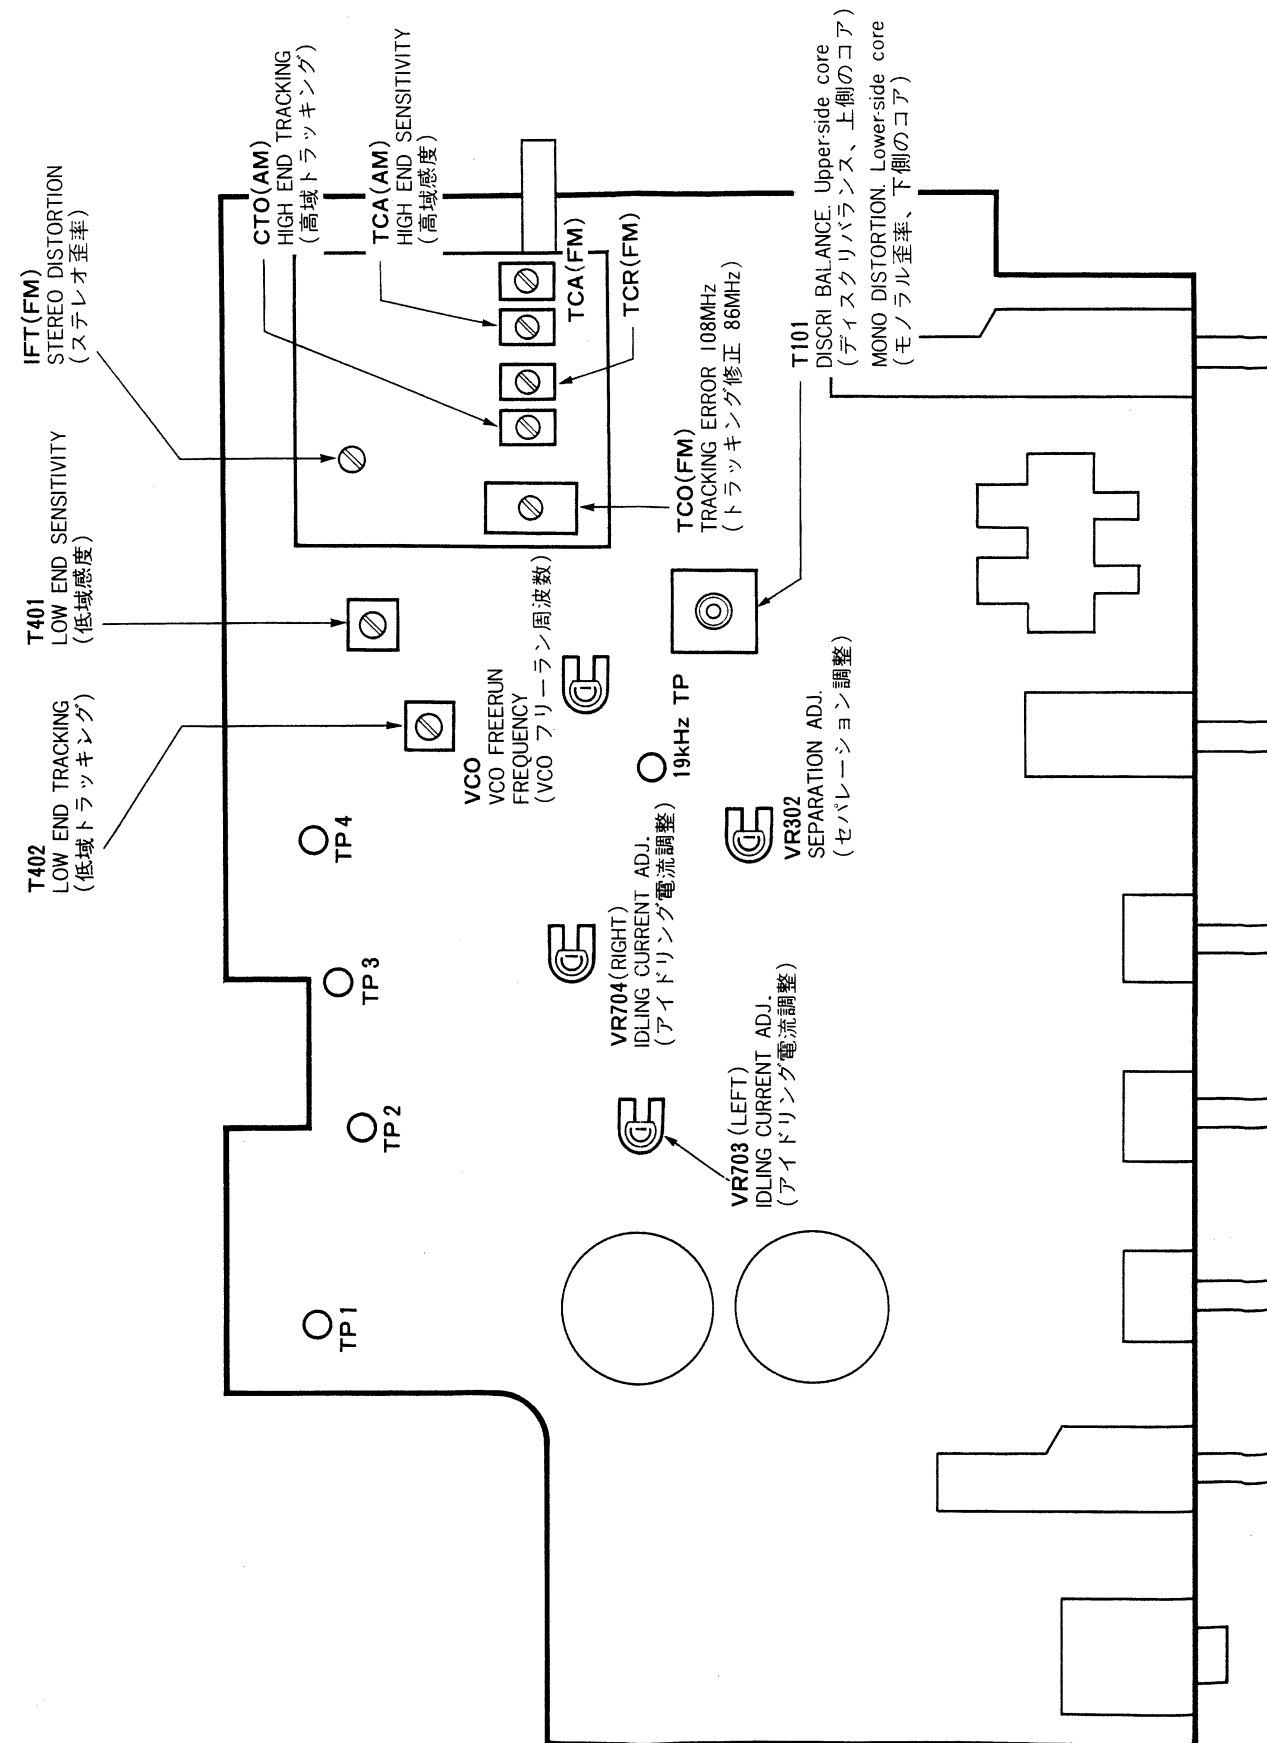 T402
LOW END TRACKING
(低域トラッキング)
T401
LOW END SENSITIVITY
(低域感度)
IFT(FM)
STEREO DISTORTION
(ステレオ歪率)
CTO(AM)
HIGH END TRACKING
(高域トラッキング)
TCA(AM)
HIGH END SENSITIVITY
(高域感度)
TP1
TP2
TP3
TP4
VCO
VCO FREERUN
FREQUENCY
(VCO フリーラン周波数)
TCA(FM)
TCR(FM)
VR704(RIGHT)
IDLING CURRENT ADJ.
(アイドリング電流調整)
19kHz TP
TCO(FM)
TRACKING ERROR 108MHz
(トラッキング修正 86MHz)
VR703(LEFT)
IDLING CURRENT ADJ.
(アイドリング電流調整)
VR302
SEPARATION ADJ.
(セパレーション調整)
T101
DISCRI BALANCE. Upper-side core
(ディスクリバランス、上側のコア)
MONO DISTORTION. Lower-side core
(モノラル歪率、下側のコア)